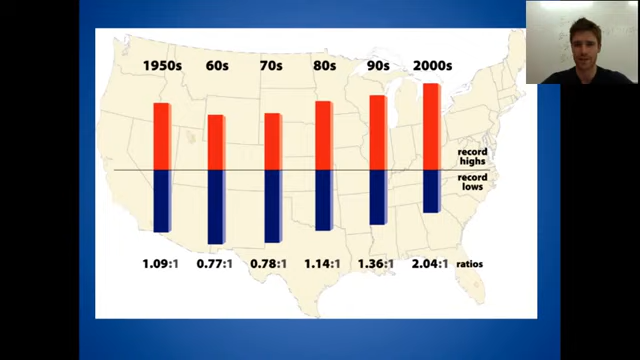 1950s 60s 70s 80s 90s 2000s
record
highs
record
lows
1.09:1 0.77:1 0.78:1 1.14:1 1.36:1 2.04:1 ratios